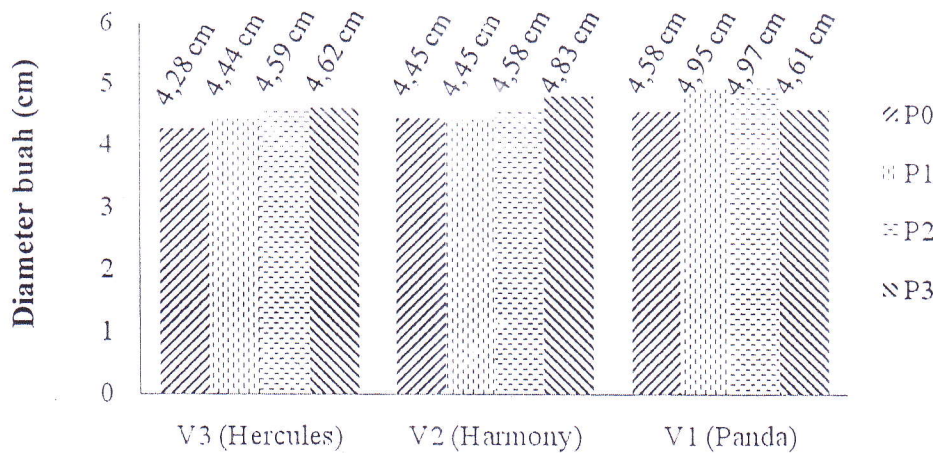 Diameter buah (cm)
6
5
4
3
2
1
0
4,28 cm
4,44 cm
4,59 cm
4,62 cm
4,45 cm
4,45 cm
4,58 cm
4,83 cm
4,58 cm
4,95 cm
4,97 cm
4,61 cm
V3 (Hercules)
V2 (Harmony)
V1 (Panda)
P0
P1
P2
P3